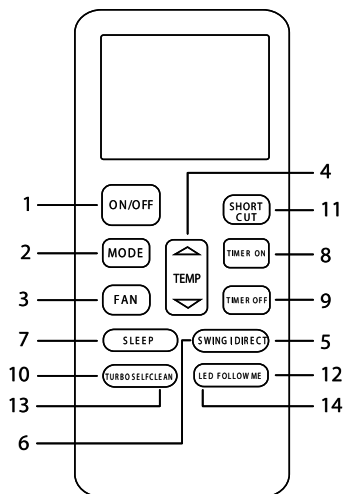 4
1
ON/OFF
SHORT
CUT
11
2
MODE
TEMP
TIMER ON
8
3
FAN
TIMER OFF
9
7
SLEEP
SWING | DIRECT
5
10
TURBO SELFCLEAN
LED FOLLOW ME
12
13
14
6